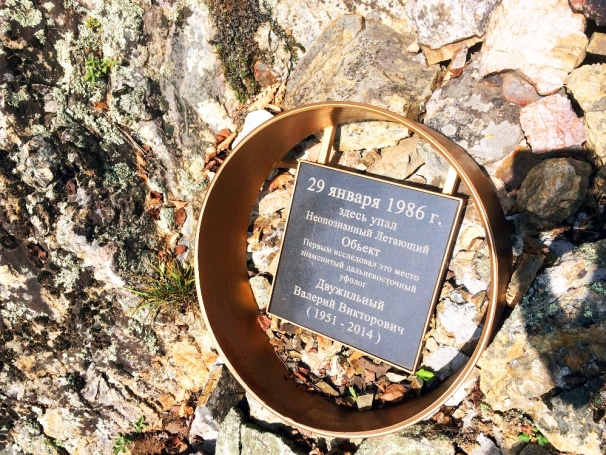 29 января 1986 г.
здесь упал
Неопознанный Летающий
Обьект
Первым исследовал это место
знаменитый дальневосточный
уфолог
Двужильный
Валерий Викторович
( 1951 - 2014 )